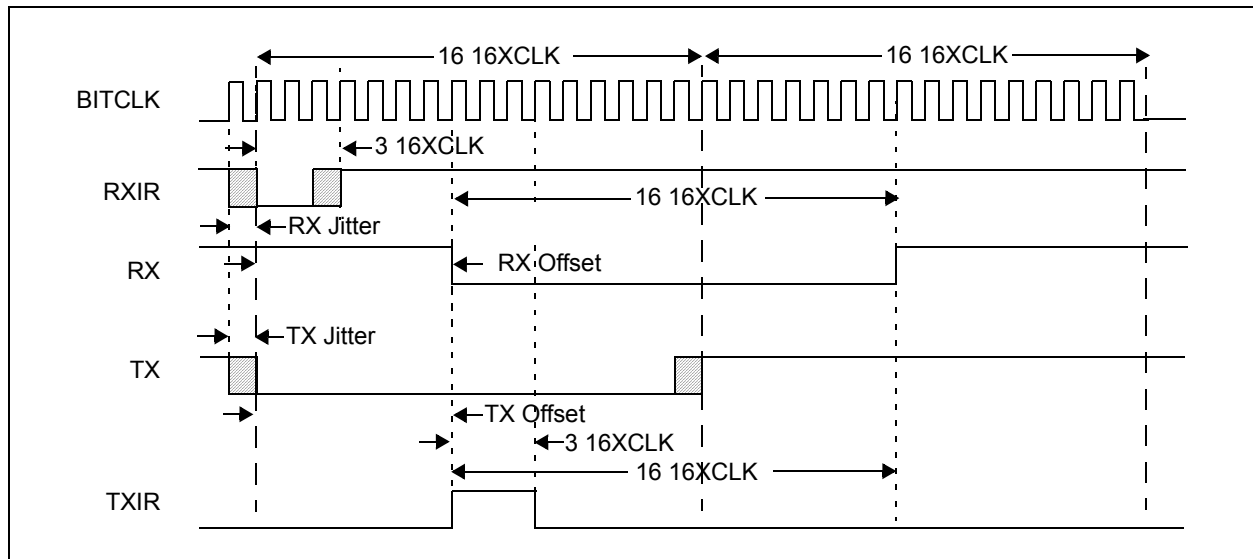 16 16XCLK
16 16XCLK
BITCLK
3 16XCLK
RXIR
16 16XCLK
RX Jitter
RX
RX Offset
TX Jitter
TX
TX Offset
3 16XCLK
16 16XCLK
TXIR